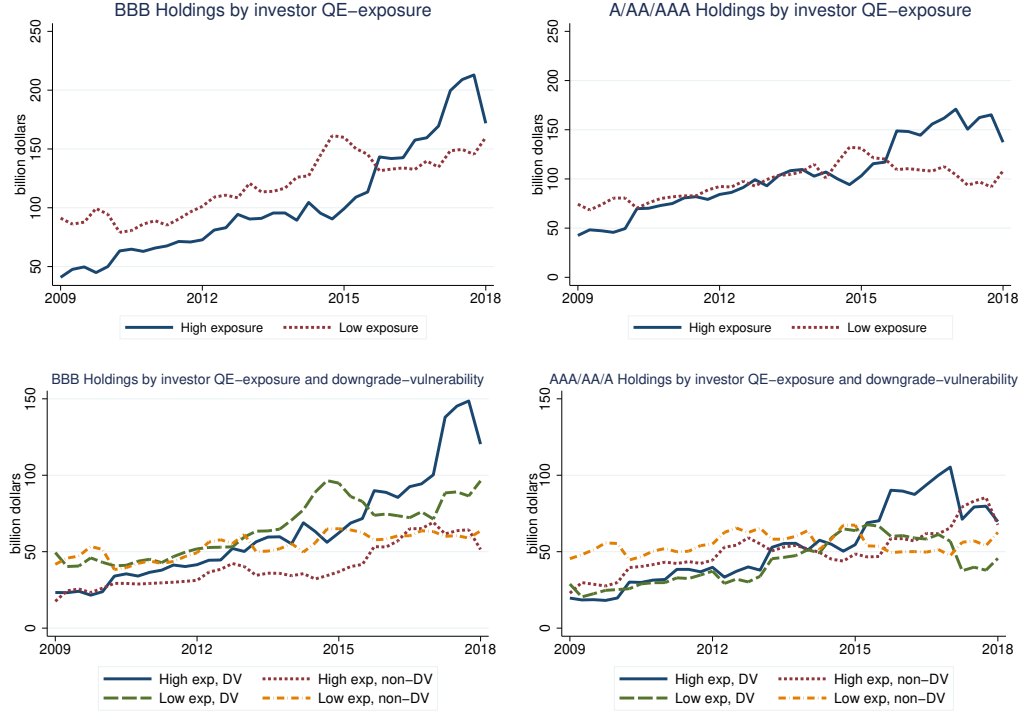 BBB Holdings by investor QE−exposure
billion dollars
250
200
150
100
50
2009 2012 2015 2018
High exposure Low exposure
A/AA/AAA Holdings by investor QE−exposure
billion dollars
250
200
150
100
50
0
2009 2012 2015 2018
High exposure Low exposure
BBB Holdings by investor QE−exposure and downgrade−vulnerability
billion dollars
150
100
50
0
2009 2012 2015 2018
High exp, DV High exp, non−DV
Low exp, DV Low exp, non−DV
AAA/AA/A Holdings by investor QE−exposure and downgrade−vulnerability
billion dollars
150
100
50
0
2009 2012 2015 2018
High exp, DV High exp, non−DV
Low exp, DV Low exp, non−DV